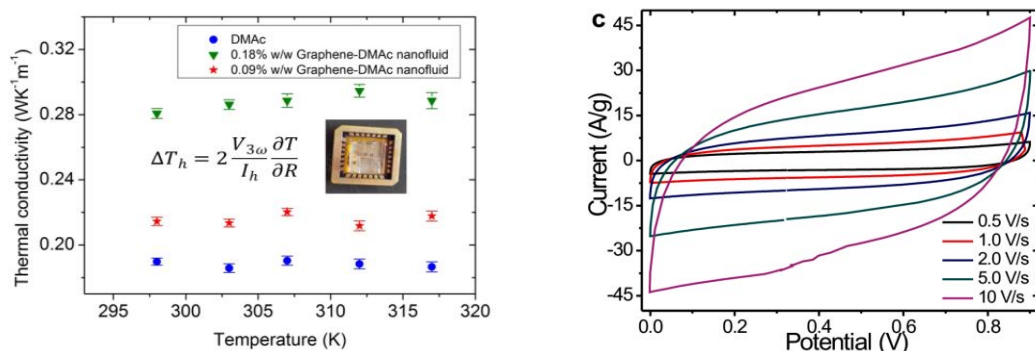 Thermal conductivity (WK⁻¹m⁻¹)
0.32
0.28
0.24
0.20
DMAc
0.18% w/w Graphene-DMAc nanofluid
0.09% w/w Graphene-DMAc nanofluid
ΔT_h = 2 V_3ω/I_h ∂T/∂R
295 300 305 310 315 320
Temperature (K)
c
Current (A/g)
45
30
15
0
-15
-30
-45
0.5 V/s
1.0 V/s
2.0 V/s
5.0 V/s
10 V/s
0.0 0.2 0.4 0.6 0.8
Potential (V)